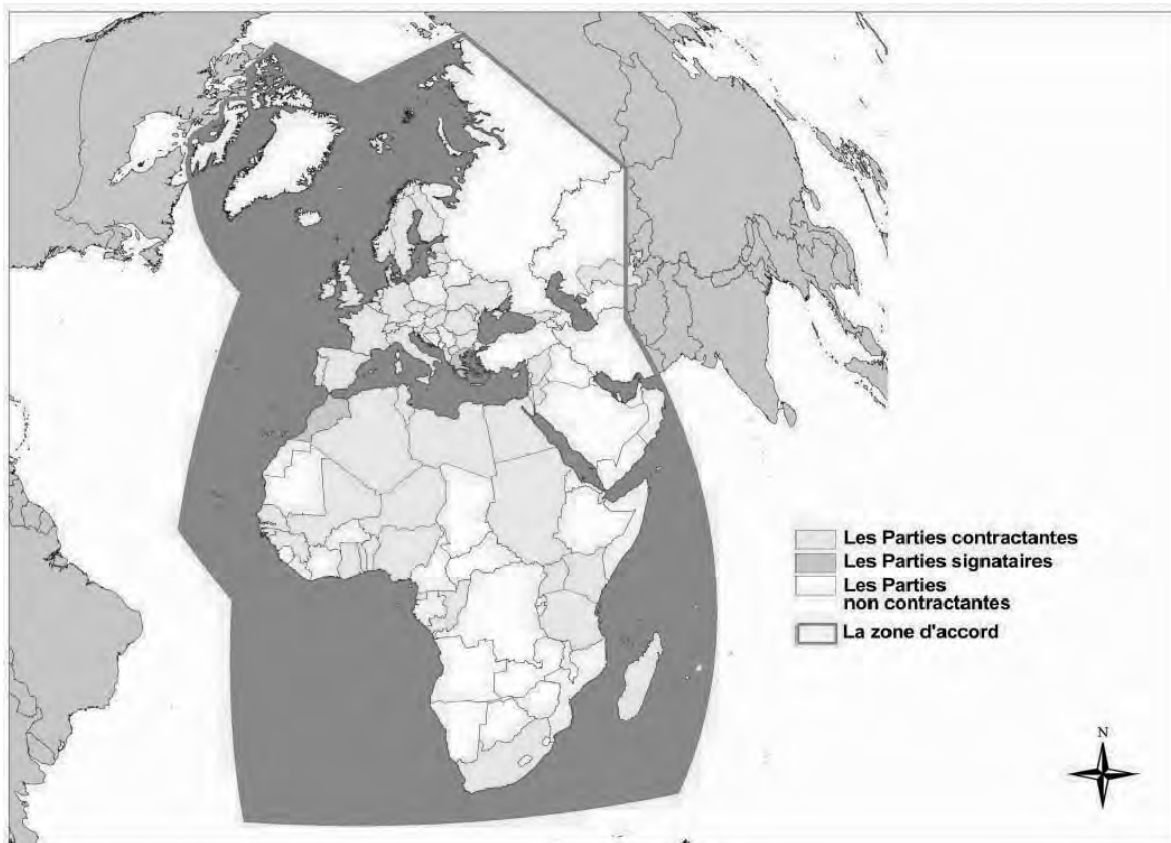 N
Les Parties contractantes
Les Parties signataires
Les Parties
non contractantes
La zone d'accord